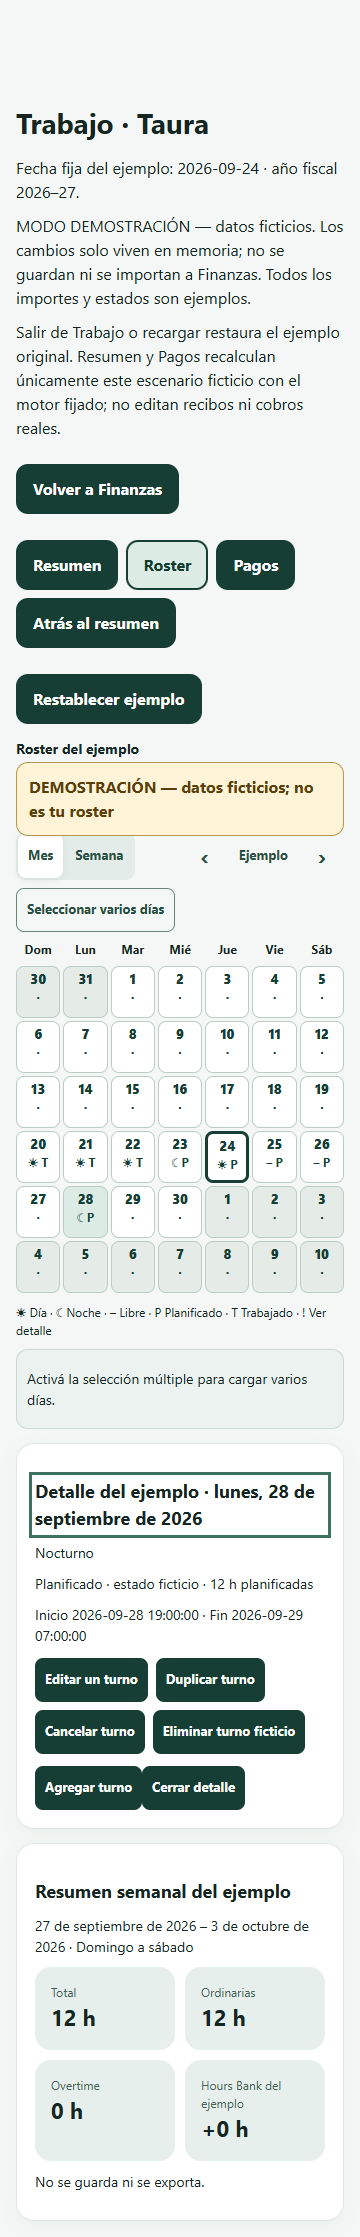 Trabajo · Taura
Fecha fija del ejemplo: 2026-09-24 · año fiscal
2026–27.
MODO DEMOSTRACIÓN — datos ficticios. Los
cambios solo viven en memoria; no se
guardan ni se importan a Finanzas. Todos los
importes y estados son ejemplos.
Salir de Trabajo o recargar restaura el ejemplo
original. Resumen y Pagos recalculan
únicamente este escenario ficticio con el
motor fijado; no editan recibos ni cobros
reales.
Volver a Finanzas
Resumen Roster Pagos
Atrás al resumen
Restablecer ejemplo
Roster del ejemplo
DEMOSTRACIÓN — datos ficticios; no
es tu roster
Mes Semana ‹ Ejemplo ›
Seleccionar varios días
Dom Lun Mar Mié Jue Vie Sáb
30 31 1 2 3 4 5
· · · · · · ·
6 7 8 9 10 11 12
· · · · · · ·
13 14 15 16 17 18 19
· · · · · · ·
20 21 22 23 24 25 26
☀ T ☀ T ☀ T ☾ P ☀ P – P – P
27 28 29 30 1 2 3
· ☾ P · · · · ·
4 5 6 7 8 9 10
· · · · · · ·
☀ Día · ☾ Noche · – Libre · P Planificado · T Trabajado · ! Ver
detalle
Activá la selección múltiple para cargar varios
días.
Detalle del ejemplo · lunes, 28 de
septiembre de 2026
Nocturno
Planificado · estado ficticio · 12 h planificadas
Inicio 2026-09-28 19:00:00 · Fin 2026-09-29
07:00:00
Editar un turno Duplicar turno
Cancelar turno Eliminar turno ficticio
Agregar turno Cerrar detalle
Resumen semanal del ejemplo
27 de septiembre de 2026 – 3 de octubre de
2026 · Domingo a sábado
Total Ordinarias
12 h 12 h
Overtime Hours Bank del
ejemplo
0 h +0 h
No se guarda ni se exporta.